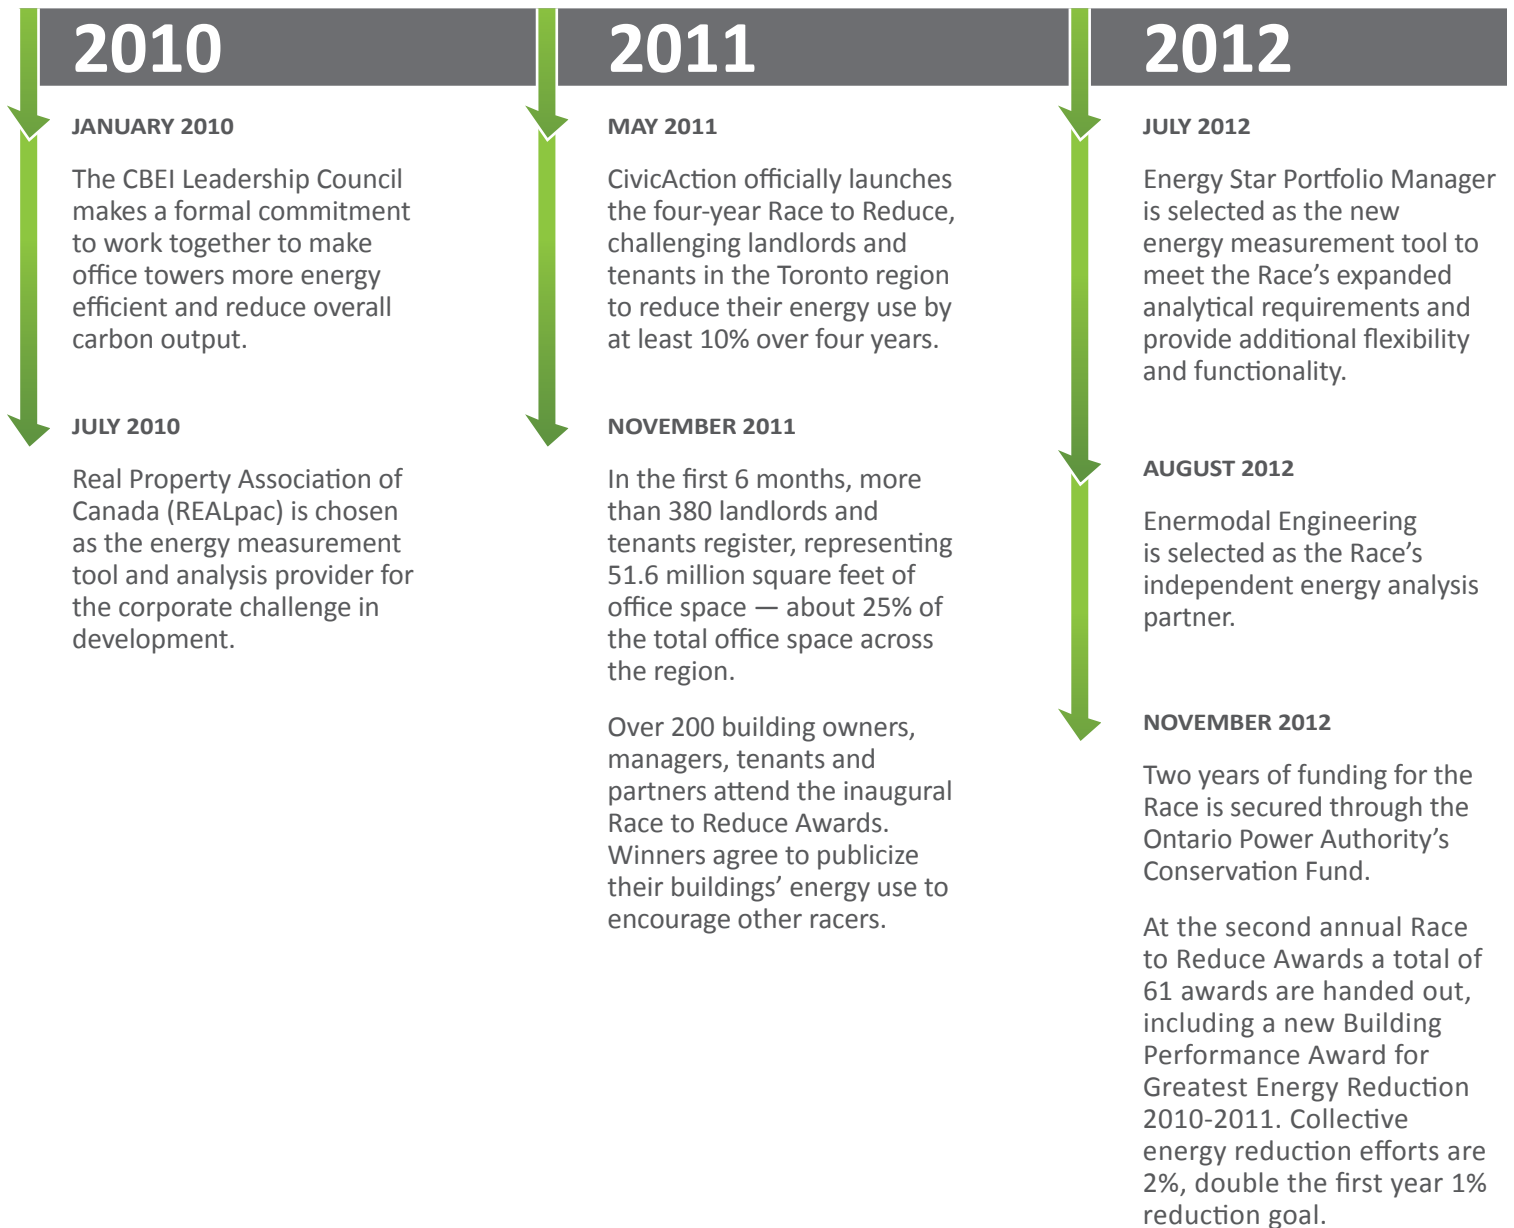 2010
JANUARY 2010
The CBEI Leadership Council
makes a formal commitment
to work together to make
office towers more energy
efficient and reduce overall
carbon output.
JULY 2010
Real Property Association of
Canada (REALpac) is chosen
as the energy measurement
tool and analysis provider for
the corporate challenge in
development.
2011
MAY 2011
CivicAction officially launches
the four-year Race to Reduce,
challenging landlords and
tenants in the Toronto region
to reduce their energy use by
at least 10% over four years.
NOVEMBER 2011
In the first 6 months, more
than 380 landlords and
tenants register, representing
51.6 million square feet of
office space — about 25% of
the total office space across
the region.
Over 200 building owners,
managers, tenants and
partners attend the inaugural
Race to Reduce Awards.
Winners agree to publicize
their buildings’ energy use to
encourage other racers.
2012
JULY 2012
Energy Star Portfolio Manager
is selected as the new
energy measurement tool to
meet the Race’s expanded
analytical requirements and
provide additional flexibility
and functionality.
AUGUST 2012
Enermodal Engineering
is selected as the Race’s
independent energy analysis
partner.
NOVEMBER 2012
Two years of funding for the
Race is secured through the
Ontario Power Authority’s
Conservation Fund.
At the second annual Race
to Reduce Awards a total of
61 awards are handed out,
including a new Building
Performance Award for
Greatest Energy Reduction
2010-2011. Collective
energy reduction efforts are
2%, double the first year 1%
reduction goal.